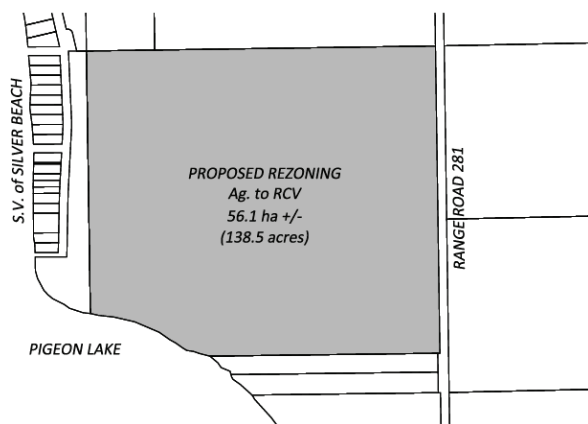 S.V. of SILVER BEACH
PROPOSED REZONING
Ag. to RCV
56.1 ha +/-
(138.5 acres)
RANGE ROAD 281
PIGEON LAKE